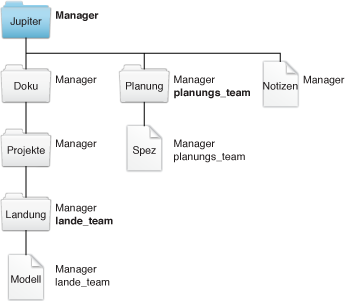 Jupiter Manager
Doku Manager
Planung Manager
planungs_team
Notizen Manager
Projekte Manager
Spez Manager
planungs_team
Landung Manager
lande_team
Modell Manager
lande_team